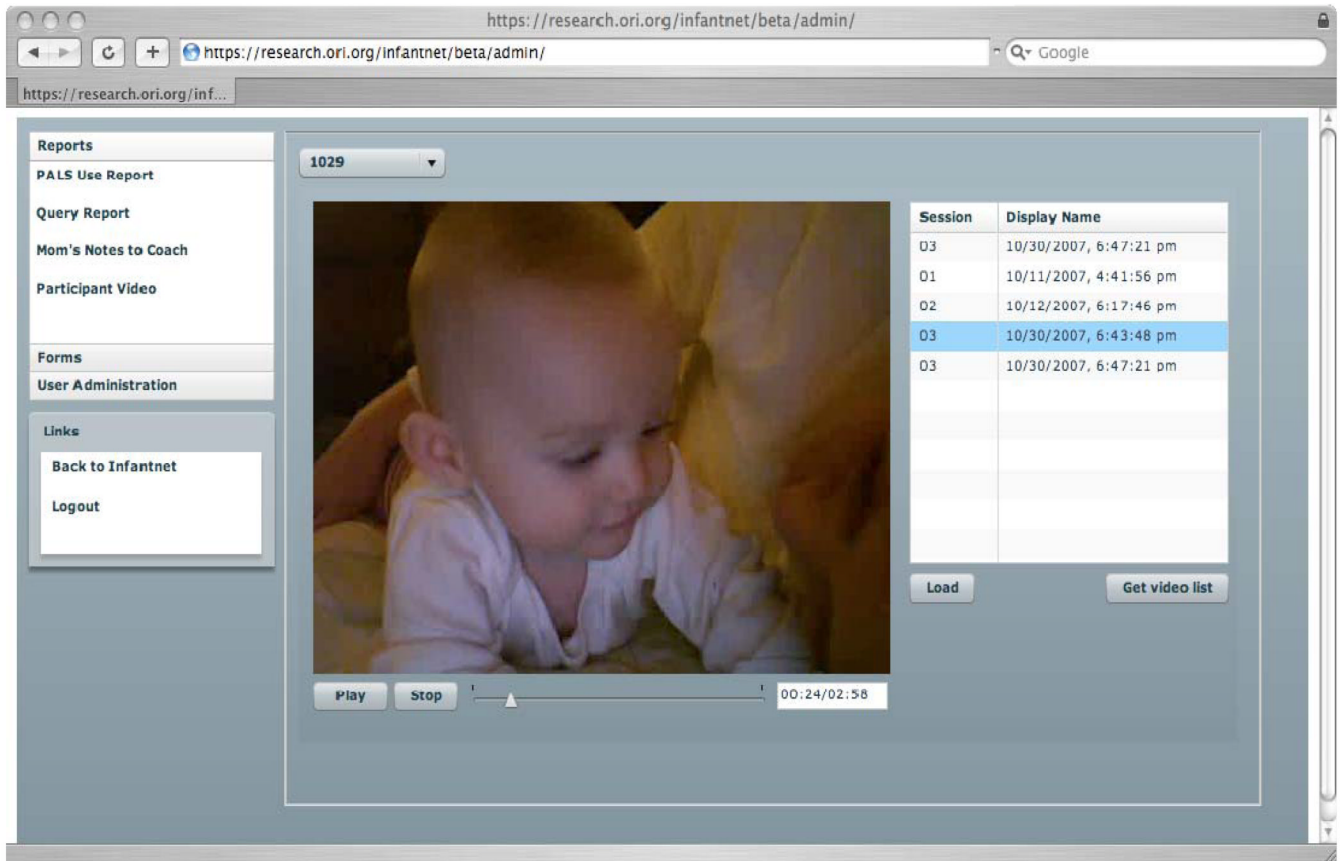 https://research.ori.org/infantnet/beta/admin/
https://research.ori.org/infantnet/beta/admin/
Google
https://research.ori.org/inf...
Reports
PALS Use Report
Query Report
Mom's Notes to Coach
Participant Video
Forms
User Administration
Links
Back to Infantnet
Logout
1029
Session Display Name
03 10/30/2007, 6:47:21 pm
01 10/11/2007, 4:41:56 pm
02 10/12/2007, 6:17:46 pm
03 10/30/2007, 6:43:48 pm
03 10/30/2007, 6:47:21 pm
Load Get video list
Play Stop 00:24/02:58